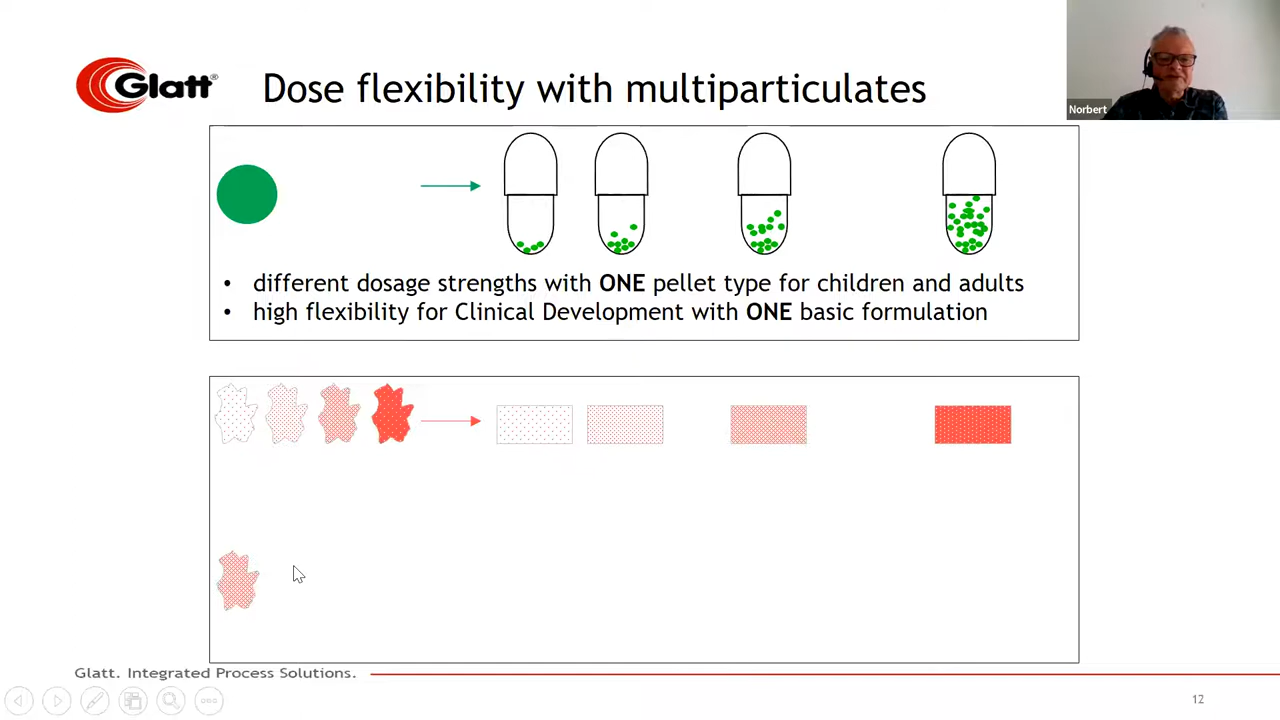 Glatt®
Dose flexibility with multiparticulates
Norbert
• different dosage strengths with ONE pellet type for children and adults
• high flexibility for Clinical Development with ONE basic formulation
Glatt. Integrated Process Solutions.
12